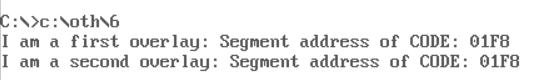 C:\>c:\oth\6
I am a first overlay: Segment address of CODE: 01F8
I am a second overlay: Segment address of CODE: 01F8